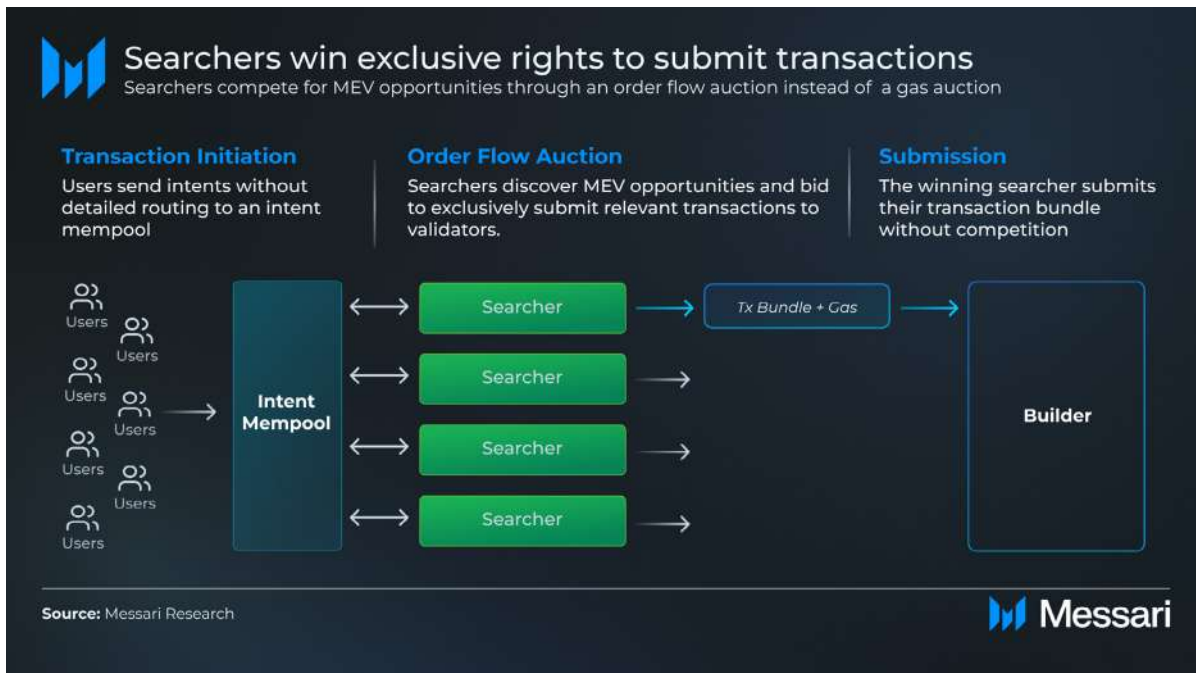 Searchers win exclusive rights to submit transactions
Searchers compete for MEV opportunities through an order flow auction instead of a gas auction
Transaction Initiation
Users send intents without
detailed routing to an intent
mempool
Order Flow Auction
Searchers discover MEV opportunities and bid
to exclusively submit relevant transactions to
validators.
Submission
The winning searcher submits
their transaction bundle
without competition
Users
Users
Users
Users
Users
Users
Users
Intent
Mempool
Searcher
Searcher
Searcher
Searcher
Tx Bundle + Gas
Builder
Source: Messari Research
Messari